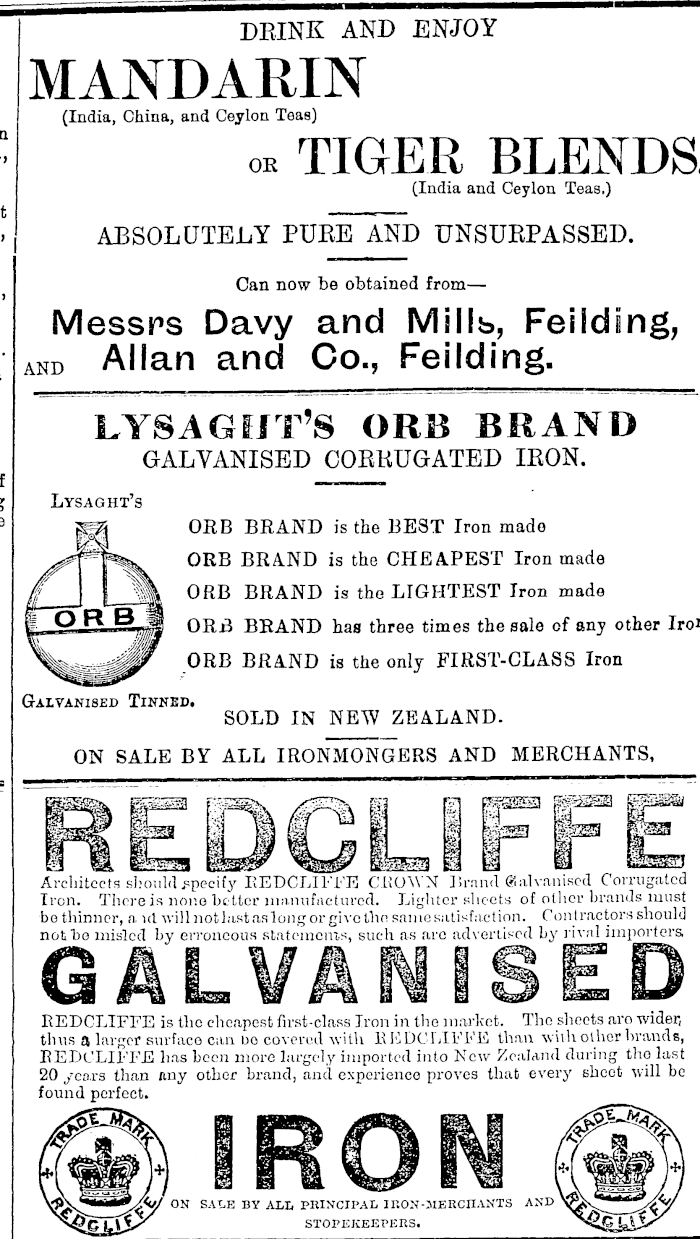 DRINK AND ENJOY
MANDARIN
(India, China, and Ceylon Teas)
OR TIGER BLENDS.
(India and Ceylon Teas.)
ABSOLUTELY PURE AND UNSURPASSED.
Can now be obtained from—
Messrs Davy and Mills, Feilding,
AND Allan and Co., Feilding.
LYSAGHT'S ORB BRAND
GALVANISED CORRUGATED IRON.
LYSAGHT'S
ORB
GALVANISED TINNED.
ORB BRAND is the BEST Iron made
ORB BRAND is the CHEAPEST Iron made
ORB BRAND is the LIGHTEST Iron made
ORB BRAND has three times the sale of any other Iron
ORB BRAND is the only FIRST-CLASS Iron
SOLD IN NEW ZEALAND.
ON SALE BY ALL IRONMONGERS AND MERCHANTS,
REDCLIFFE
Architects should specify REDCLIFFE CROWN Brand Galvanised Corrugated
Iron. There is none better manufactured. Lighter sheets of other brands must
be thinner, and will not last as long or give the same satisfaction. Contractors should
not be misled by erroneous statements, such as are advertised by rival importers.
GALVANISED
REDCLIFFE is the cheapest first-class Iron in the market. The sheets are wider,
thus a larger surface can be covered with REDCLIFFE than with other brands,
REDCLIFFE has been more largely imported into New Zealand during the last
20 years than any other brand, and experience proves that every sheet will be
found perfect.
TRADE MARK
REDCLIFFE
IRON
TRADE MARK
REDCLIFFE
ON SALE BY ALL PRINCIPAL IRON-MERCHANTS AND
STOPEKEEPERS.